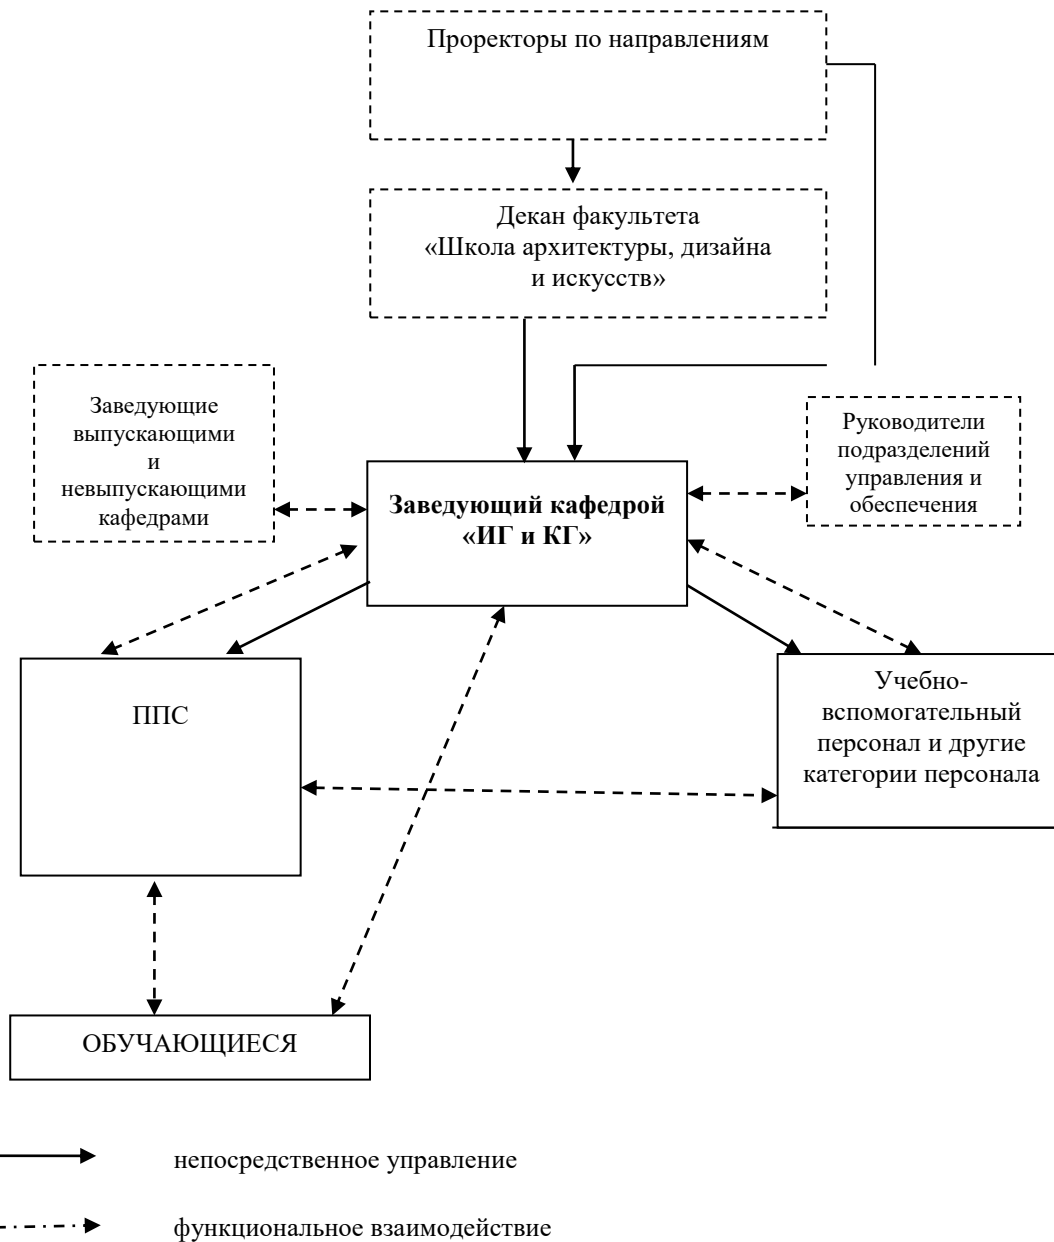 Проректоры по направлениям
Декан факультета
«Школа архитектуры, дизайна
и искусств»
Заведующие
выпускающими
и
невыпускающими
кафедрами
Руководители
подразделений
управления и
обеспечения
Заведующий кафедрой
«ИГ и КГ»
ППС
Учебно-
вспомогательный
персонал и другие
категории персонала
ОБУЧАЮЩИЕСЯ
непосредственное управление
функциональное взаимодействие